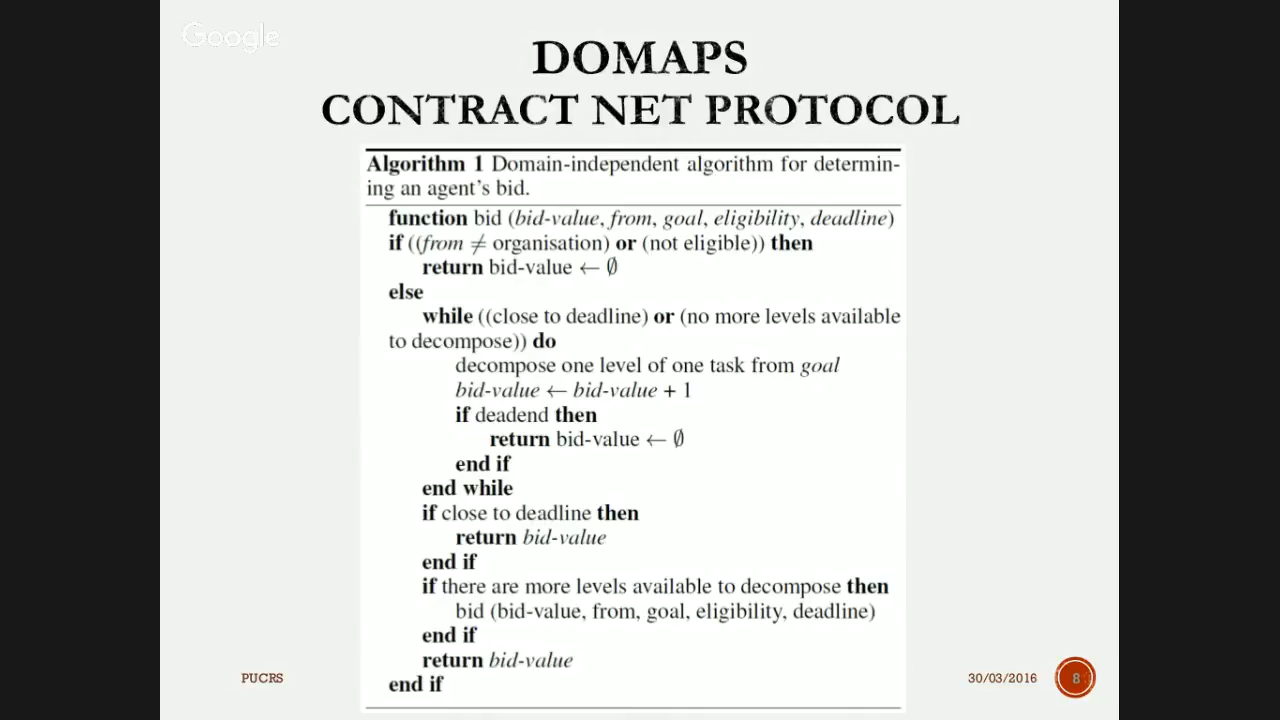 Google
DOMAPS
CONTRACT NET PROTOCOL
Algorithm 1 Domain-independent algorithm for determin-
ing an agent's bid.
function bid (bid-value, from, goal, eligibility, deadline)
if ((from ≠ organisation) or (not eligible)) then
return bid-value ← ∅
else
while ((close to deadline) or (no more levels available
to decompose)) do
decompose one level of one task from goal
bid-value ← bid-value + 1
if deadend then
return bid-value ← ∅
end if
end while
if close to deadline then
return bid-value
end if
if there are more levels available to decompose then
bid (bid-value, from, goal, eligibility, deadline)
end if
return bid-value
end if
PUCRS
30/03/2016
8